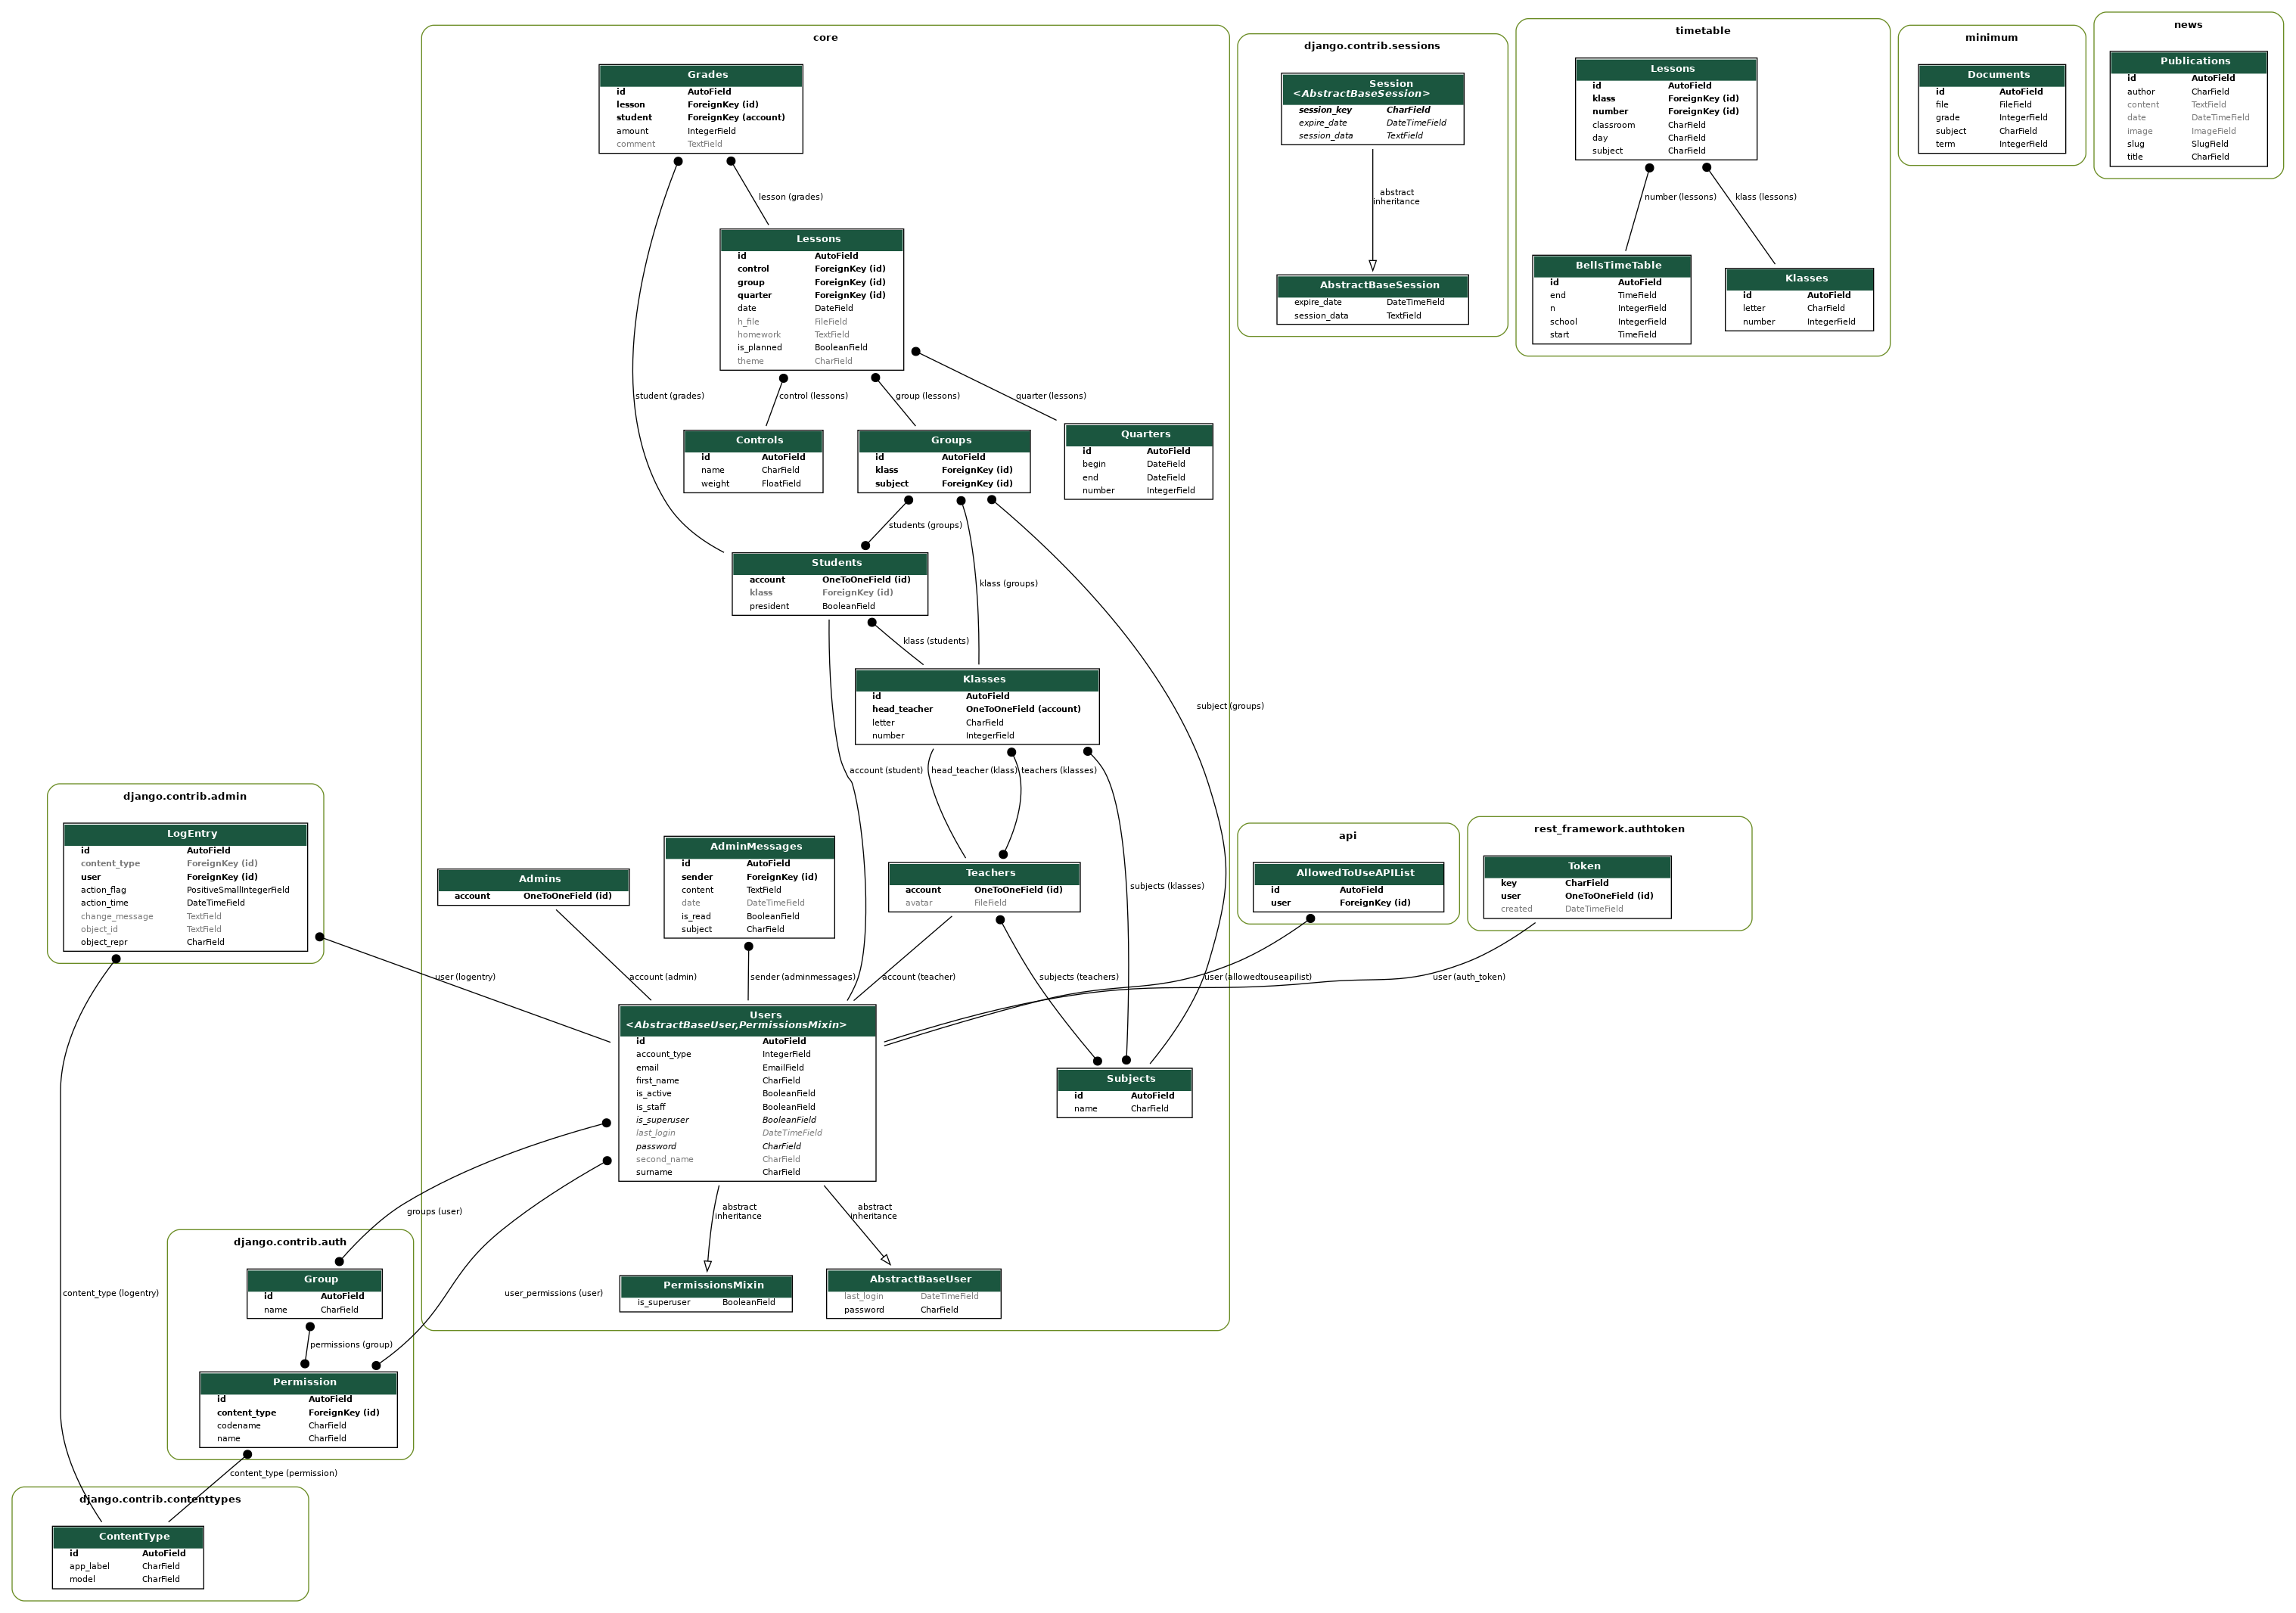 core
Grades
id AutoField
lesson ForeignKey (id)
student ForeignKey (account)
amount IntegerField
comment TextField
lesson (grades)
student (grades)
Lessons
id AutoField
control ForeignKey (id)
group ForeignKey (id)
quarter ForeignKey (id)
date DateField
h_file FileField
homework TextField
is_planned BooleanField
theme CharField
control (lessons)
group (lessons)
quarter (lessons)
Controls
id AutoField
name CharField
weight FloatField
Groups
id AutoField
klass ForeignKey (id)
subject ForeignKey (id)
Quarters
id AutoField
begin DateField
end DateField
number IntegerField
students (groups)
klass (groups)
subject (groups)
Students
account OneToOneField (id)
klass ForeignKey (id)
president BooleanField
klass (students)
account (student)
Klasses
id AutoField
head_teacher OneToOneField (account)
letter CharField
number IntegerField
head_teacher (klass)
teachers (klasses)
subjects (klasses)
Admins
account OneToOneField (id)
account (admin)
AdminMessages
id AutoField
sender ForeignKey (id)
content TextField
date DateTimeField
is_read BooleanField
subject CharField
sender (adminmessages)
Teachers
account OneToOneField (id)
avatar FileField
account (teacher)
subjects (teachers)
Users
<AbstractBaseUser,PermissionsMixin>
id AutoField
account_type IntegerField
email EmailField
first_name CharField
is_active BooleanField
is_staff BooleanField
is_superuser BooleanField
last_login DateTimeField
password CharField
second_name CharField
surname CharField
Subjects
id AutoField
name CharField
abstract
inheritance
abstract
inheritance
PermissionsMixin
is_superuser BooleanField
AbstractBaseUser
last_login DateTimeField
password CharField
django.contrib.sessions
Session
<AbstractBaseSession>
session_key CharField
expire_date DateTimeField
session_data TextField
abstract
inheritance
AbstractBaseSession
expire_date DateTimeField
session_data TextField
timetable
Lessons
id AutoField
klass ForeignKey (id)
number ForeignKey (id)
classroom CharField
day CharField
subject CharField
number (lessons)
klass (lessons)
BellsTimeTable
id AutoField
end TimeField
n IntegerField
school IntegerField
start TimeField
Klasses
id AutoField
letter CharField
number IntegerField
minimum
Documents
id AutoField
file FileField
grade IntegerField
subject CharField
term IntegerField
news
Publications
id AutoField
author CharField
content TextField
date DateTimeField
image ImageField
slug SlugField
title CharField
api
AllowedToUseAPIList
id AutoField
user ForeignKey (id)
user (allowedtouseapilist)
rest_framework.authtoken
Token
key CharField
user OneToOneField (id)
created DateTimeField
user (auth_token)
django.contrib.admin
LogEntry
id AutoField
content_type ForeignKey (id)
user ForeignKey (id)
action_flag PositiveSmallIntegerField
action_time DateTimeField
change_message TextField
object_id TextField
object_repr CharField
user (logentry)
content_type (logentry)
groups (user)
user_permissions (user)
django.contrib.auth
Group
id AutoField
name CharField
permissions (group)
Permission
id AutoField
content_type ForeignKey (id)
codename CharField
name CharField
content_type (permission)
django.contrib.contenttypes
ContentType
id AutoField
app_label CharField
model CharField